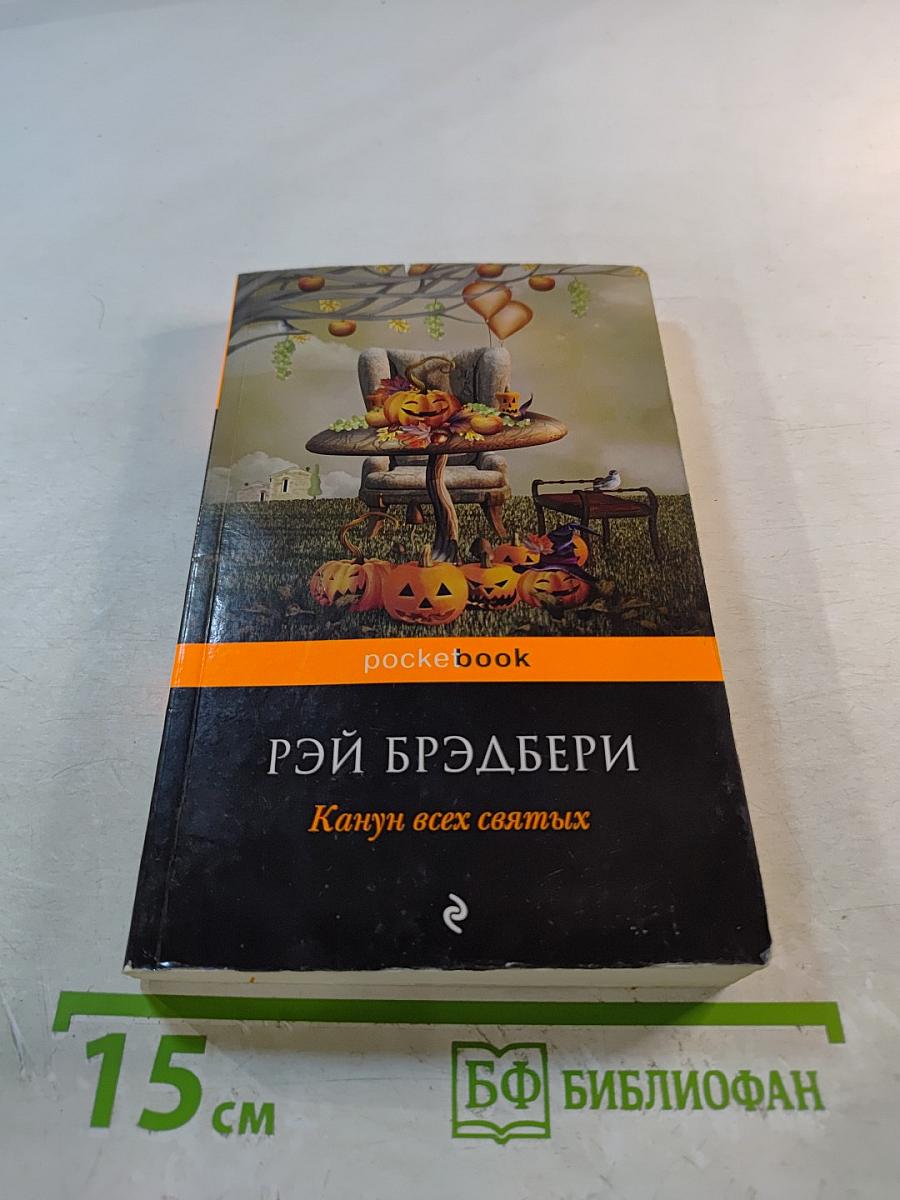 pocketbook
РЭЙ БРЭДБЕРИ
Канун всех святых
15 см
БФ БИБЛИОФАН